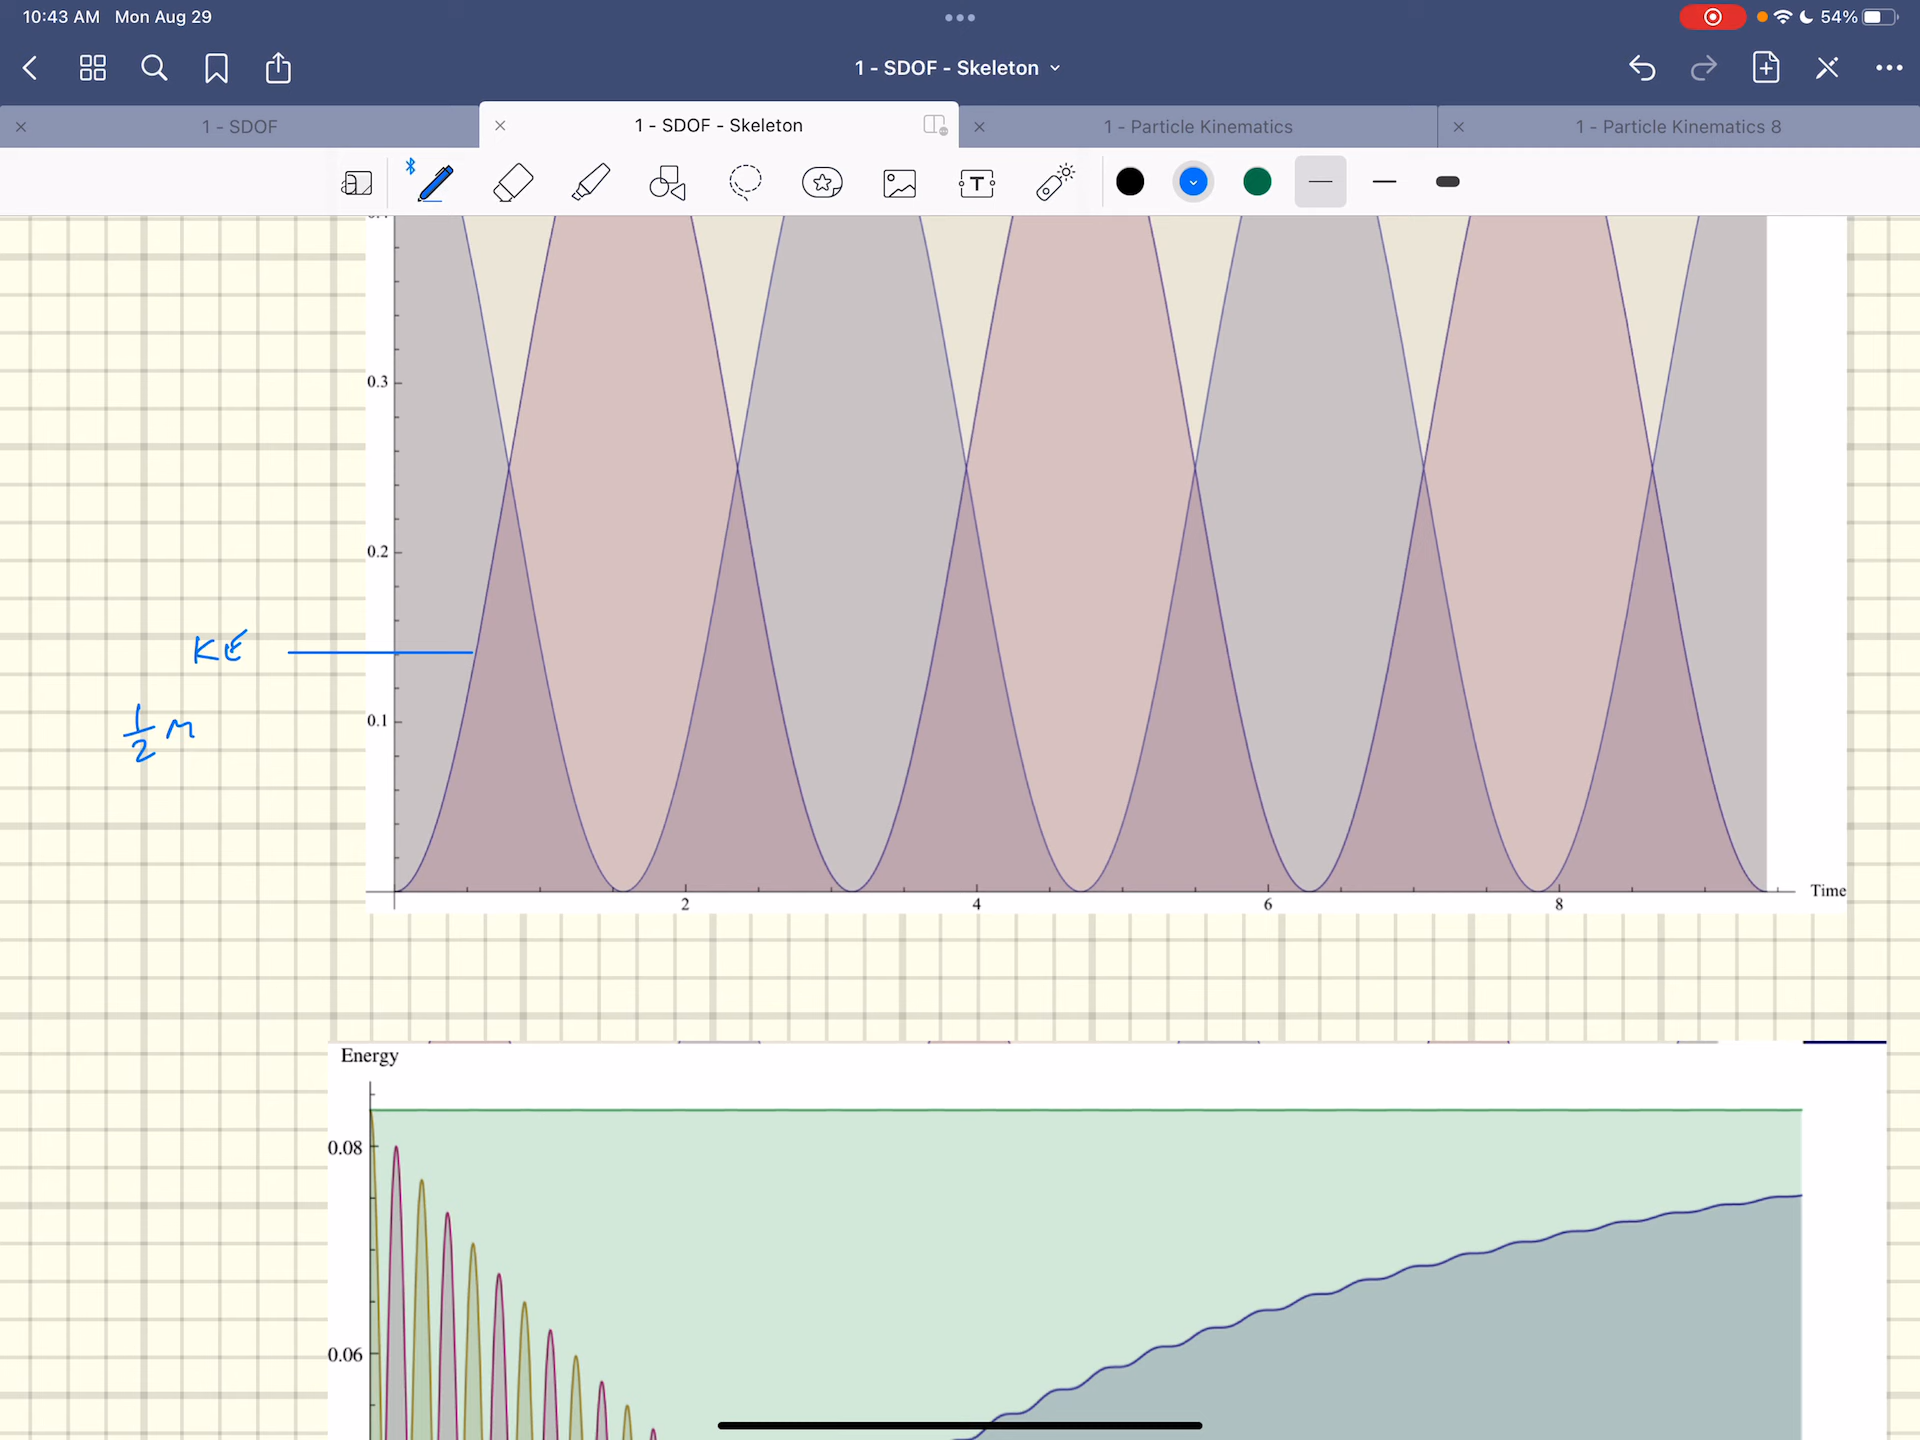 10:43 AM Mon Aug 29
54%
1 - SDOF - Skeleton
1 - SDOF
1 - SDOF - Skeleton
1 - Particle Kinematics
1 - Particle Kinematics 8
T
0.3
0.2
KE
0.1
1/2 m
Time
2 4 6 8
Energy
0.08
0.06